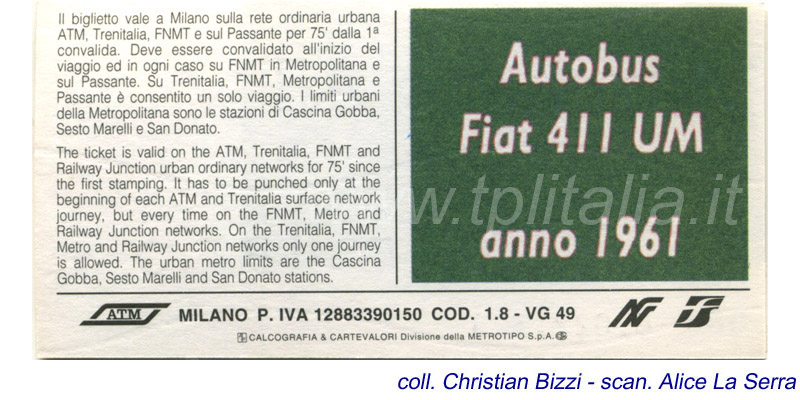 Il biglietto vale a Milano sulla rete ordinaria urbana
ATM, Trenitalia, FNMT e sul Passante per 75' dalla 1ª
convalida. Deve essere convalidato all'inizio del
viaggio ed in ogni caso su FNMT in Metropolitana e
sul Passante. Su Trenitalia, FNMT, Metropolitana e
Passante è consentito un solo viaggio. I limiti urbani
della Metropolitana sono le stazioni di Cascina Gobba,
Sesto Marelli e San Donato.
The ticket is valid on the ATM, Trenitalia, FNMT and
Railway Junction urban ordinary networks for 75' since
the first stamping. It has to be punched only at the
beginning of each ATM and Trenitalia surface network
journey, but every time on the FNMT, Metro and
Railway Junction networks. On the Trenitalia, FNMT,
Metro and Railway Junction networks only one journey
is allowed. The urban metro limits are the Cascina
Gobba, Sesto Marelli and San Donato stations.
Autobus
Fiat 411 UM
anno 1961
www.tplitalia.it
ATM MILANO P. IVA 12883390150 COD. 1.8 - VG 49
CALCOGRAFIA & CARTEVALORI Divisione della METROTIPO S.p.A.
coll. Christian Bizzi - scan. Alice La Serra